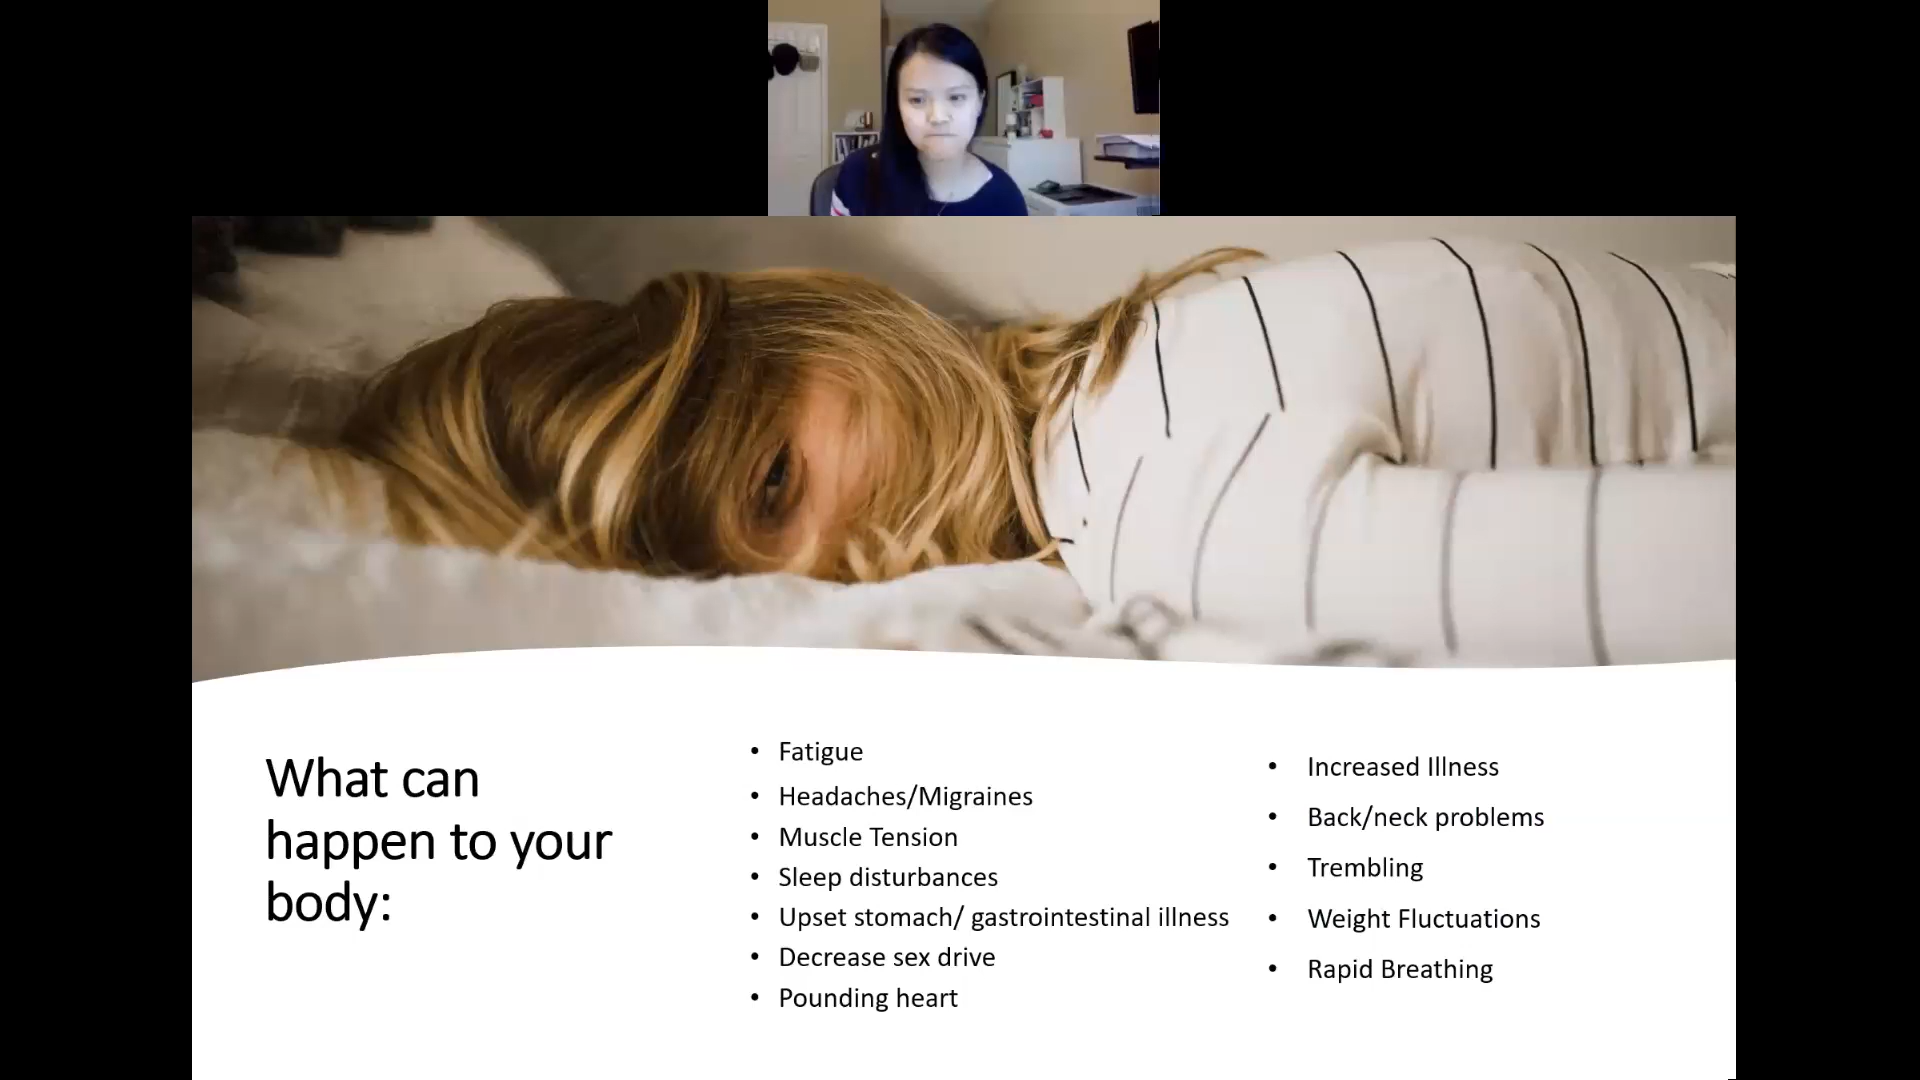 What can
happen to your
body:
• Fatigue
• Headaches/Migraines
• Muscle Tension
• Sleep disturbances
• Upset stomach/ gastrointestinal illness
• Decrease sex drive
• Pounding heart
• Increased Illness
• Back/neck problems
• Trembling
• Weight Fluctuations
• Rapid Breathing